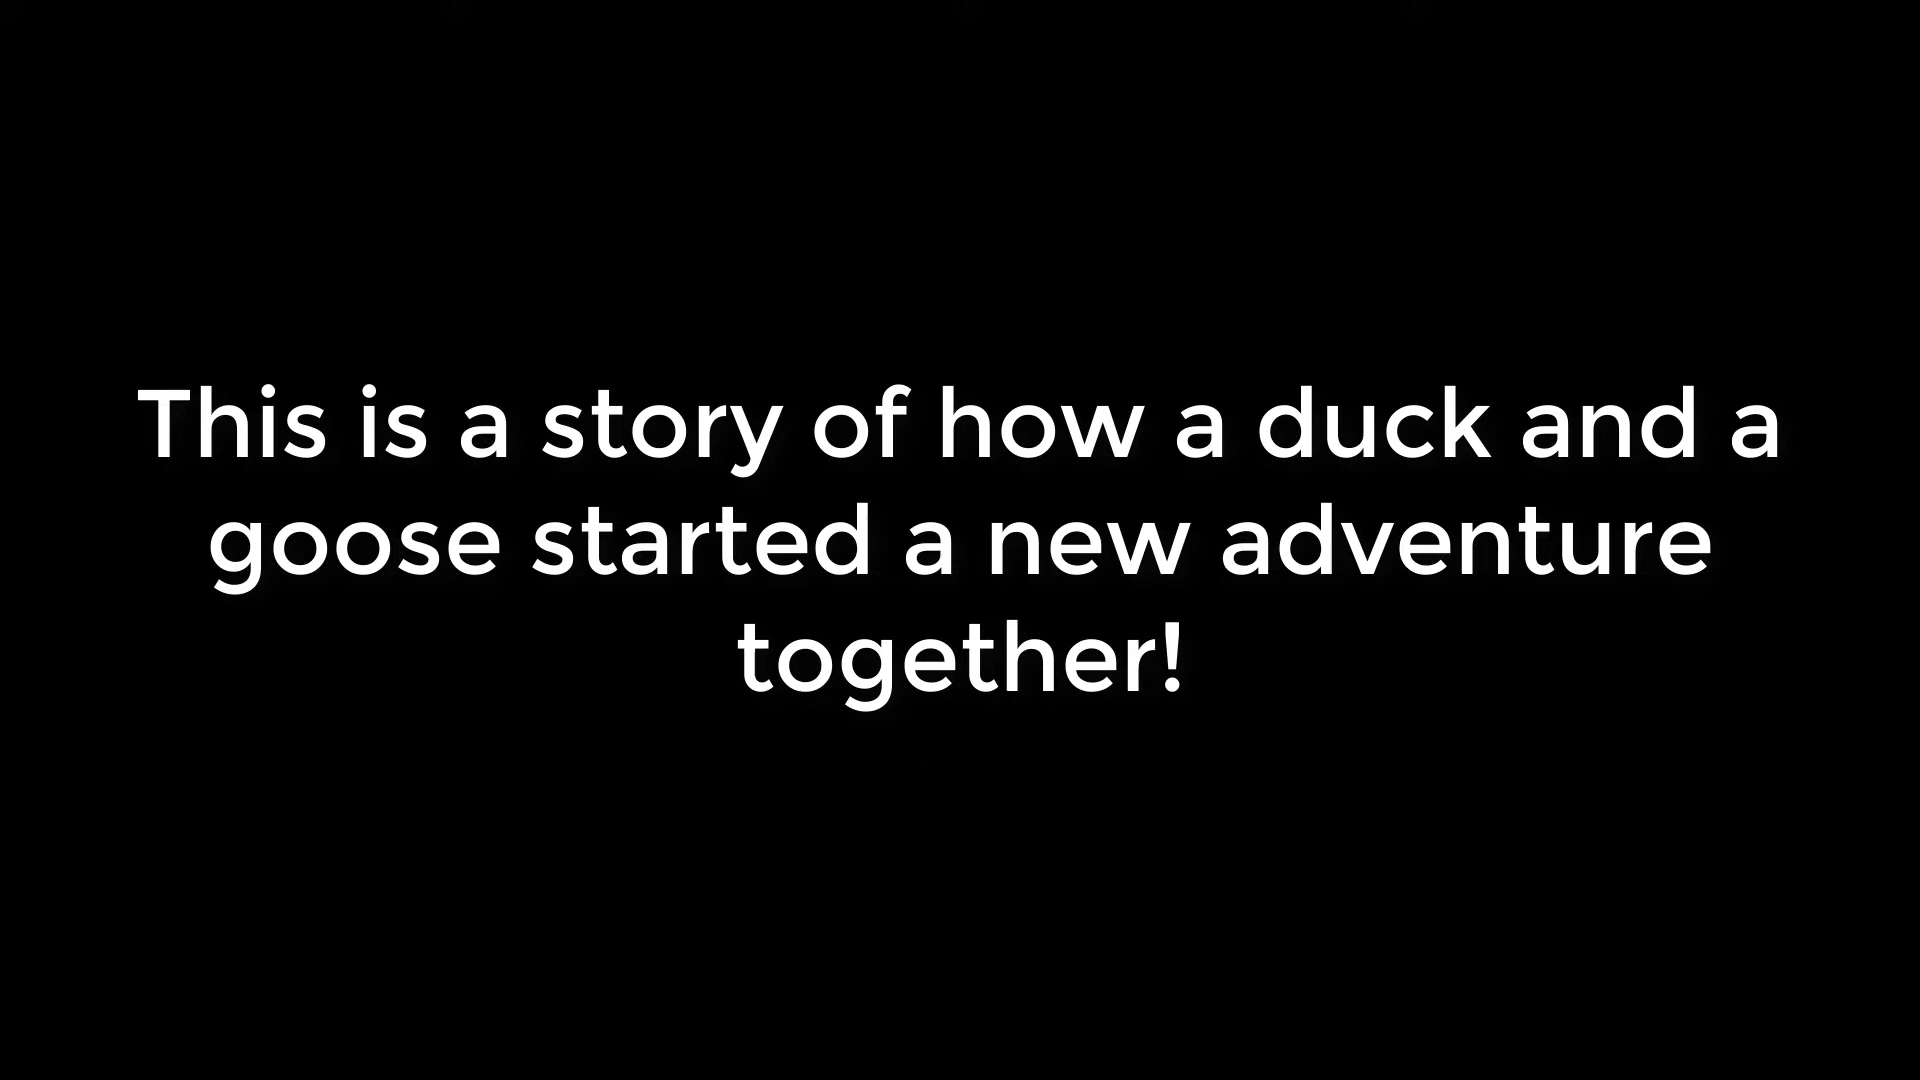 This is a story of how a duck and a
goose started a new adventure
together!